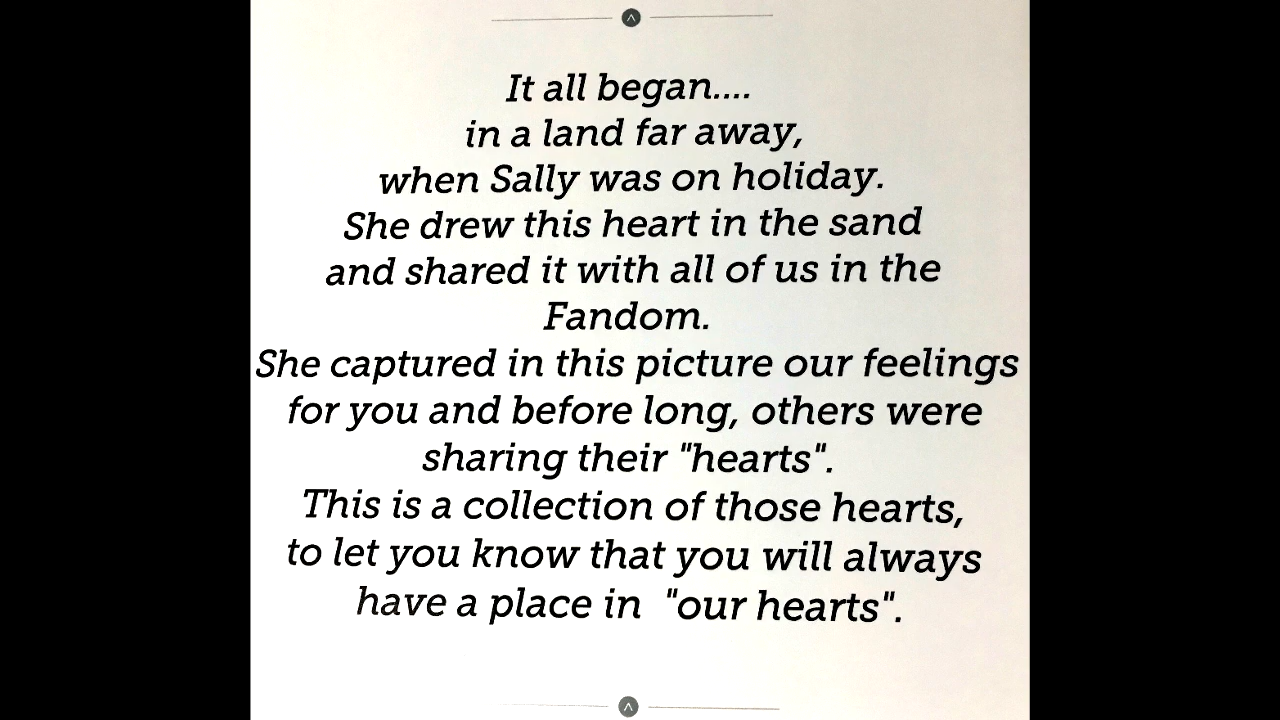 It all began....
in a land far away,
when Sally was on holiday.
She drew this heart in the sand
and shared it with all of us in the
Fandom.
She captured in this picture our feelings
for you and before long, others were
sharing their "hearts".
This is a collection of those hearts,
to let you know that you will always
have a place in "our hearts".